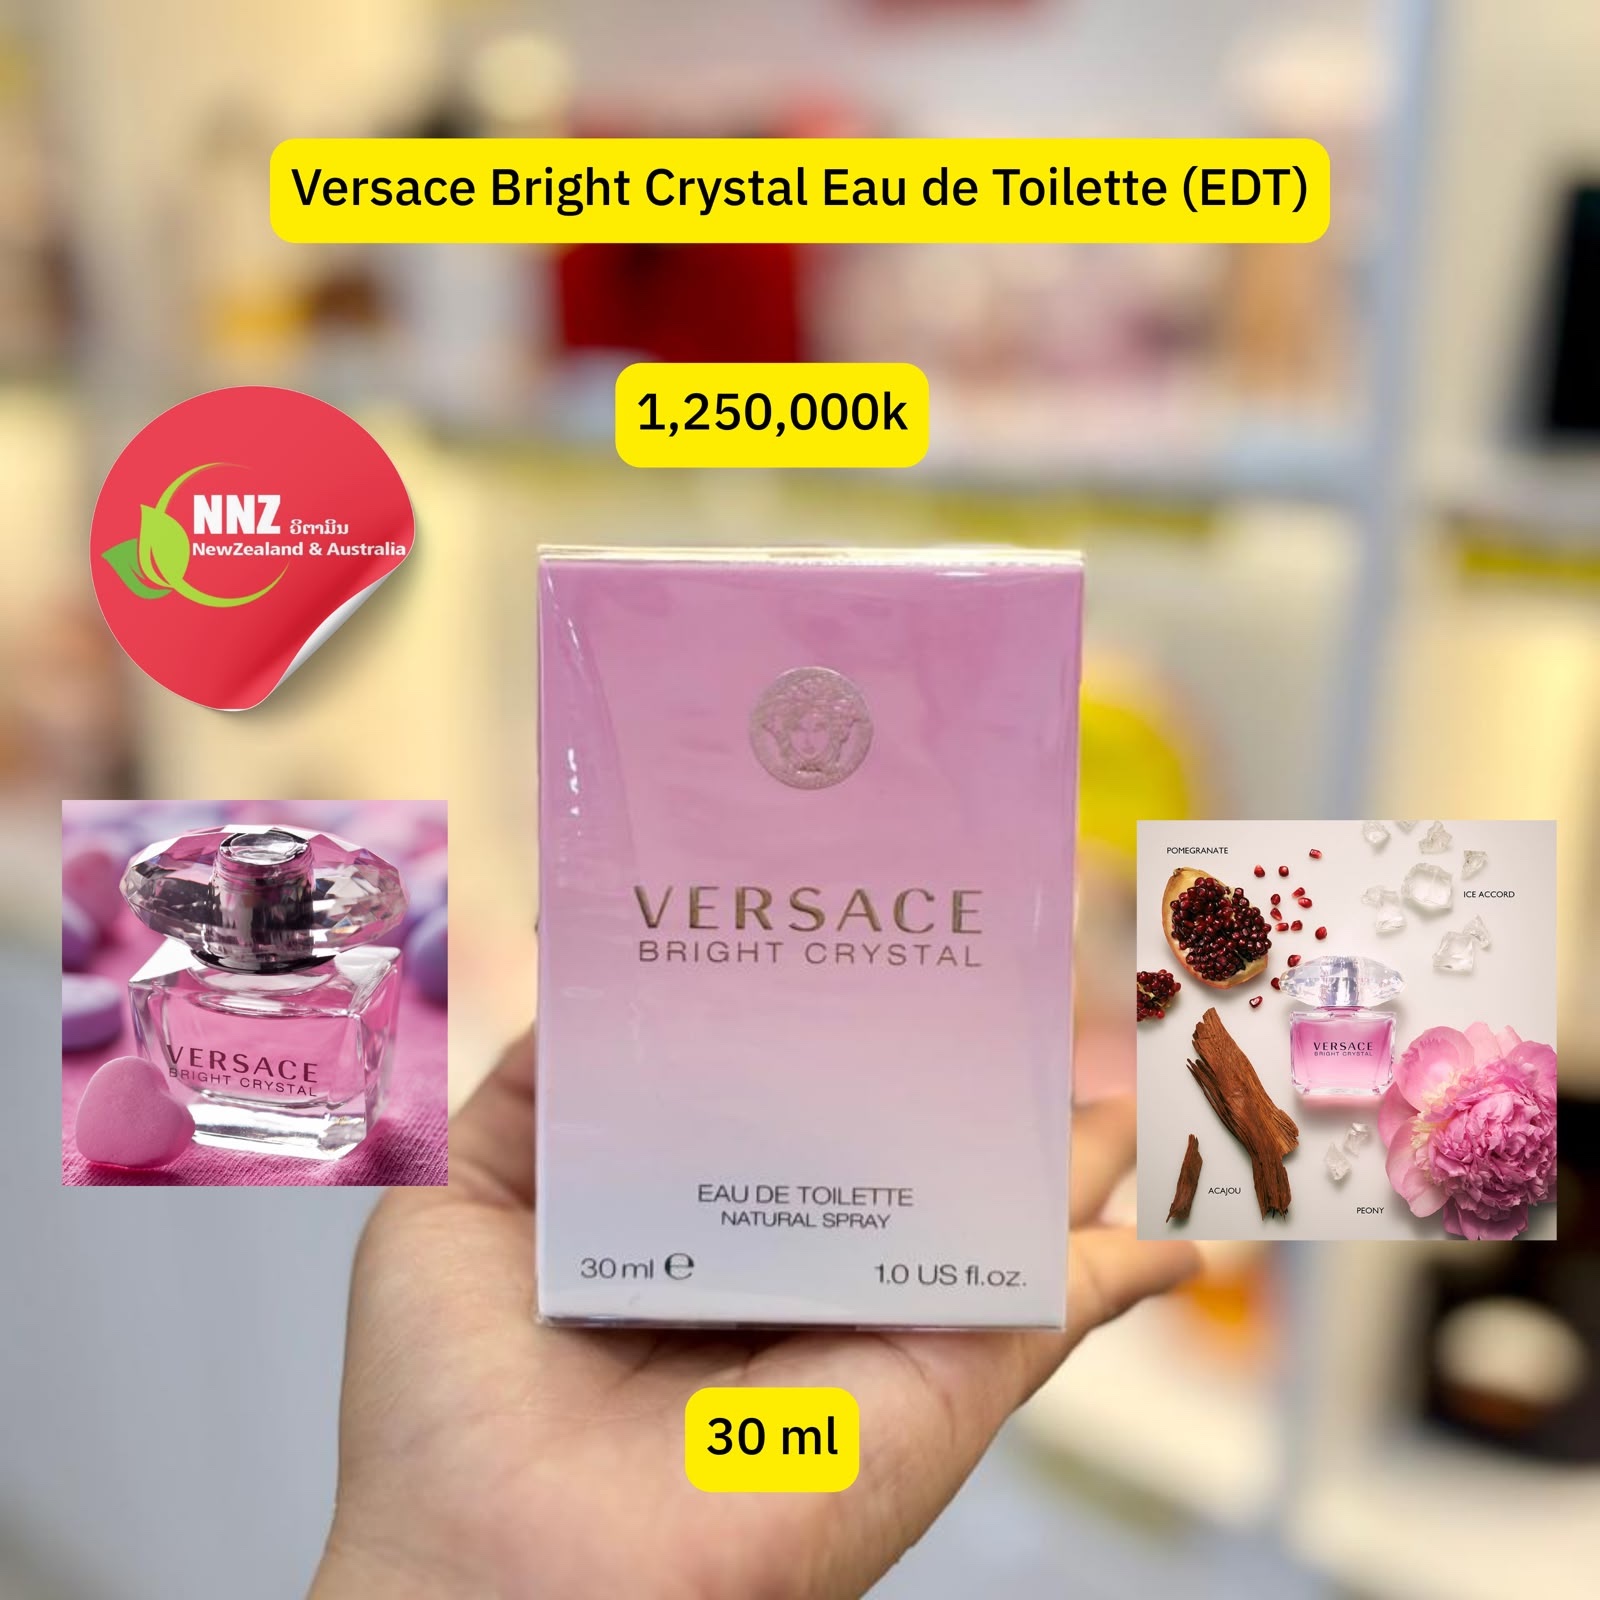 Versace Bright Crystal Eau de Toilette (EDT)
1,250,000k
NNZ ວິຕາມິນ
NewZealand & Australia
VERSACE
BRIGHT CRYSTAL
EAU DE TOILETTE
NATURAL SPRAY
30 ml e
1.0 US fl.oz.
VERSACE
BRIGHT CRYSTAL
POMEGRANATE
ICE ACCORD
VERSACE
BRIGHT CRYSTAL
ACAJOU
PEONY
30 ml